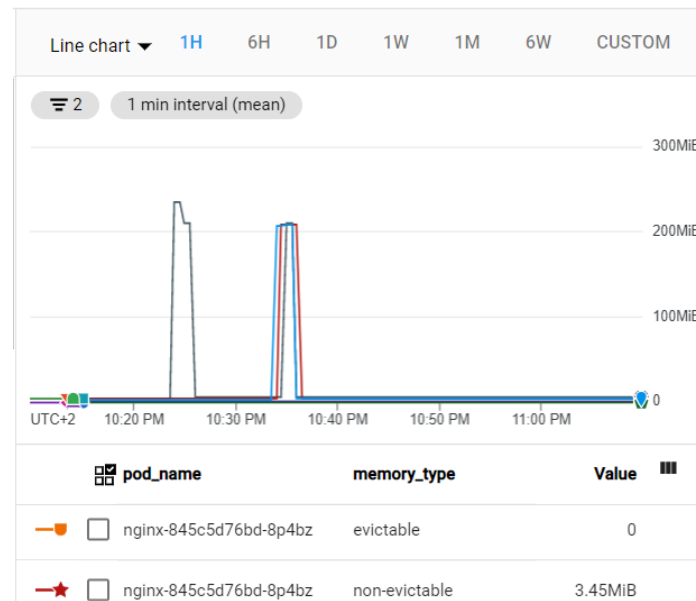 Line chart 1H 6H 1D 1W 1M 6W CUSTOM
2 1 min interval (mean)
300MiB
200MiB
100MiB
0
UTC+2 10:20 PM 10:30 PM 10:40 PM 10:50 PM 11:00 PM
pod_name memory_type Value
nginx-845c5d76bd-8p4bz evictable 0
nginx-845c5d76bd-8p4bz non-evictable 3.45MiB